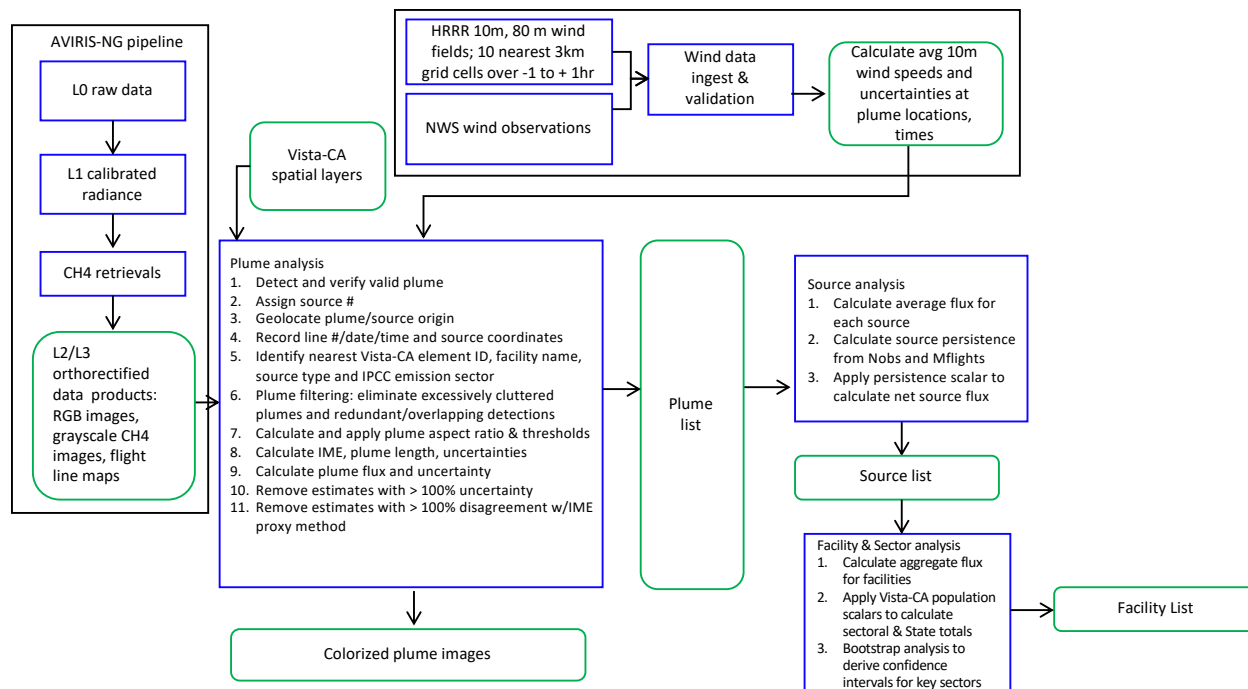 AVIRIS-NG pipeline
L0 raw data
L1 calibrated
radiance
CH4 retrievals
L2/L3
orthorectified
data products:
RGB images,
grayscale CH4
images, flight
line maps
HRRR 10m, 80 m wind
fields; 10 nearest 3km
grid cells over -1 to + 1hr
NWS wind observations
Wind data
ingest &
validation
Calculate avg 10m
wind speeds and
uncertainties at
plume locations,
times
Vista-CA
spatial layers
Plume analysis
1. Detect and verify valid plume
2. Assign source #
3. Geolocate plume/source origin
4. Record line #/date/time and source coordinates
5. Identify nearest Vista-CA element ID, facility name,
source type and IPCC emission sector
6. Plume filtering: eliminate excessively cluttered
plumes and redundant/overlapping detections
7. Calculate and apply plume aspect ratio & thresholds
8. Calculate IME, plume length, uncertainties
9. Calculate plume flux and uncertainty
10. Remove estimates with > 100% uncertainty
11. Remove estimates with > 100% disagreement w/IME
proxy method
Colorized plume images
Plume
list
Source analysis
1. Calculate average flux for
each source
2. Calculate source persistence
from Nobs and Mflights
3. Apply persistence scalar to
calculate net source flux
Source list
Facility & Sector analysis
1. Calculate aggregate flux
for facilities
2. Apply Vista-CA population
scalars to calculate
sectoral & State totals
3. Bootstrap analysis to
derive confidence
intervals for key sectors
Facility List